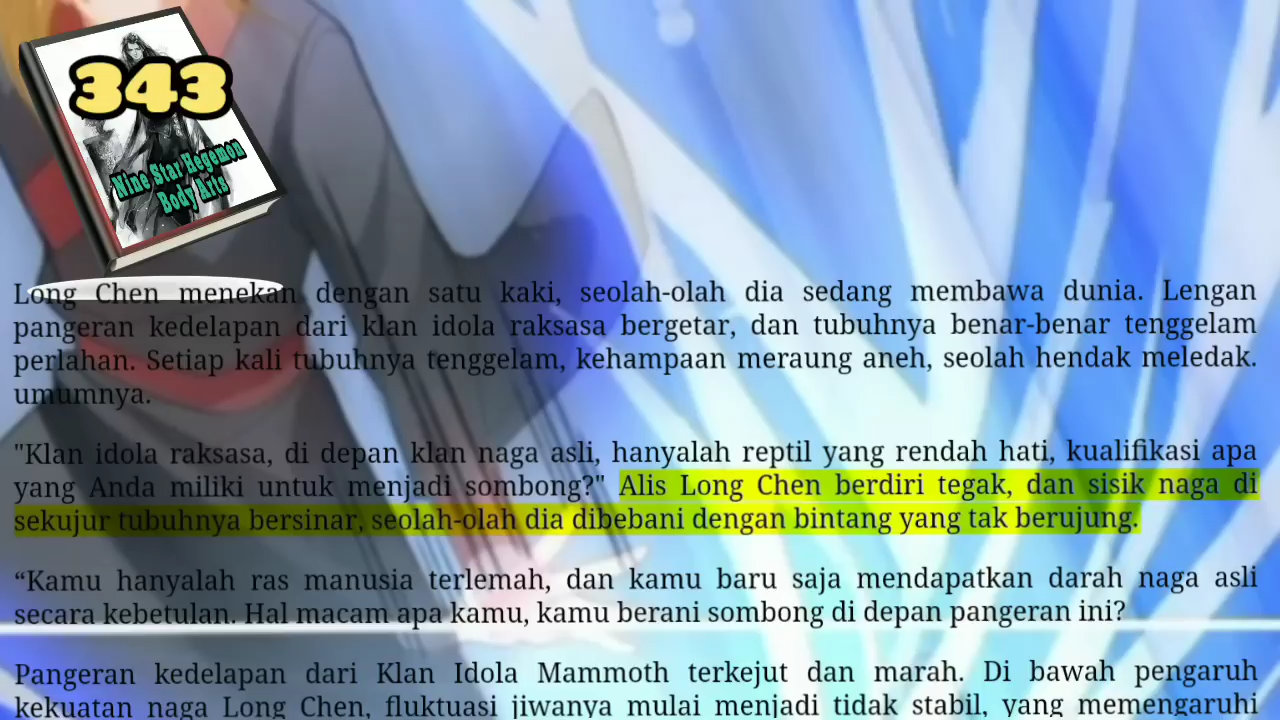 343
Nine Star Hegemon
Body Arts
Long Chen menekan dengan satu kaki, seolah-olah dia sedang membawa dunia. Lengan
pangeran kedelapan dari klan idola raksasa bergetar, dan tubuhnya benar-benar tenggelam
perlahan. Setiap kali tubuhnya tenggelam, kehampaan meraung aneh, seolah hendak meledak.
umumnya.
"Klan idola raksasa, di depan klan naga asli, hanyalah reptil yang rendah hati, kualifikasi apa
yang Anda miliki untuk menjadi sombong?" Alis Long Chen berdiri tegak, dan sisik naga di
sekujur tubuhnya bersinar, seolah-olah dia dibebani dengan bintang yang tak berujung.
“Kamu hanyalah ras manusia terlemah, dan kamu baru saja mendapatkan darah naga asli
secara kebetulan. Hal macam apa kamu, kamu berani sombong di depan pangeran ini?
Pangeran kedelapan dari Klan Idola Mammoth terkejut dan marah. Di bawah pengaruh
kekuatan naga Long Chen, fluktuasi jiwanya mulai menjadi tidak stabil, yang memengaruhi